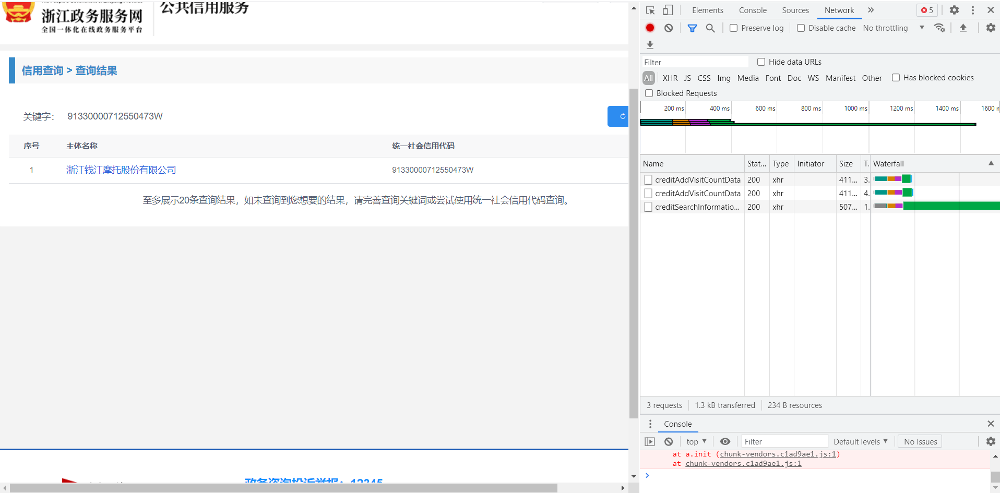 浙江政务服务网
全国一体化在线政务服务平台
公共信用服务
信用查询 > 查询结果
关键字： 91330000712550473W
序号 主体名称 统一社会信用代码
1 浙江钱江摩托股份有限公司 91330000712550473W
至多展示20条查询结果，如未查询到您想要的结果，请完善查询关键词或尝试使用统一社会信用代码查询。
政务咨询投诉举报：12345
Elements Console Sources Network 5
Preserve log Disable cache No throttling
Filter Hide data URLs
All XHR JS CSS Img Media Font Doc WS Manifest Other Has blocked cookies
Blocked Requests
200 ms 400 ms 600 ms 800 ms 1000 ms 1200 ms 1400 ms 1600
Name Stat... Type Initiator Size T. Waterfall
creditAddVisitCountData 200 xhr 411... 3.
creditAddVisitCountData 200 xhr 411... 4.
creditSearchInformatio... 200 xhr 507... 1.
3 requests 1.3 kB transferred 234 B resources
Console
top Filter Default levels No Issues
at a.init (chunk-vendors.c1ad9ae1.js:1)
at chunk-vendors.c1ad9ae1.js:1